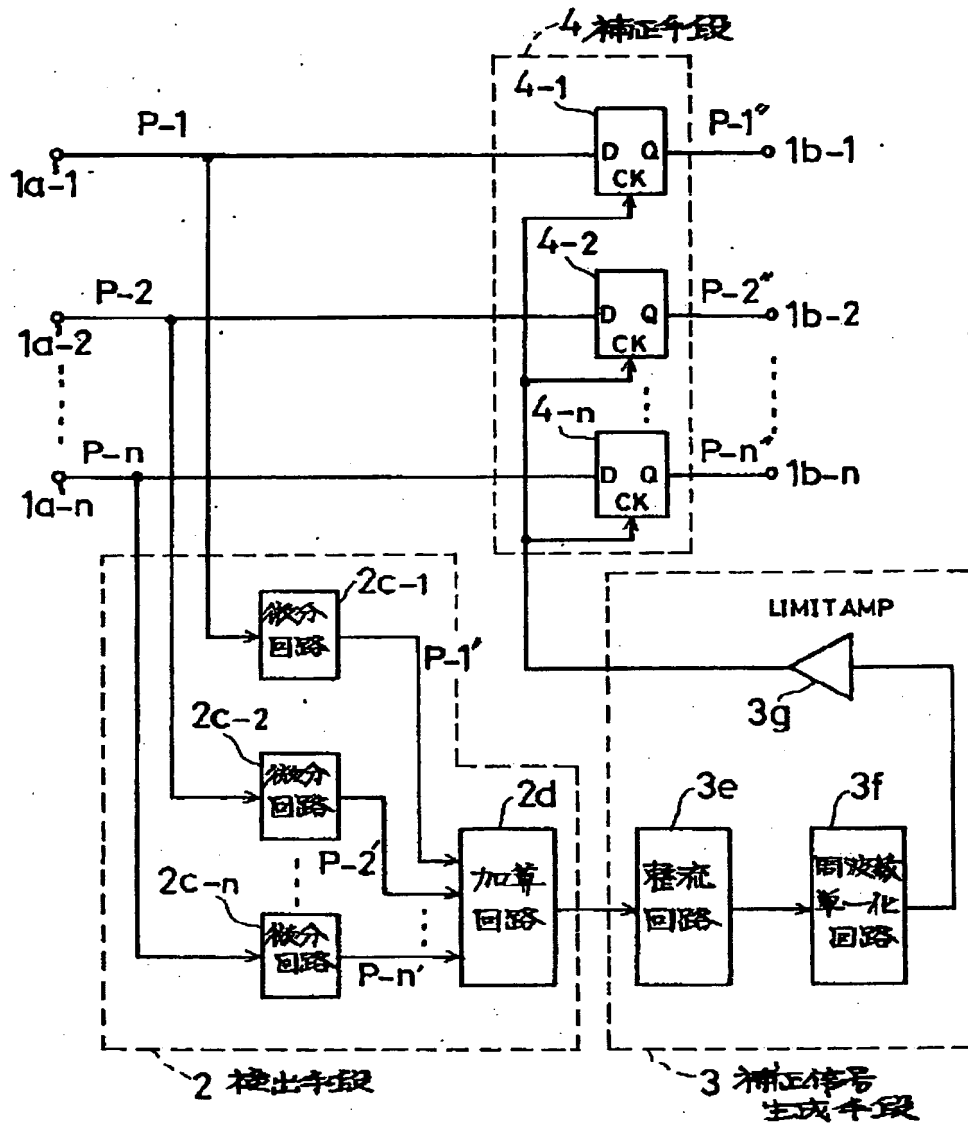 4 補正手段
4-1
P-1
P-1"
D Q
CK
1a-1
1b-1
4-2
P-2
P-2"
D Q
CK
1a-2
1b-2
4-n
P-n
P-n"
D Q
CK
1a-n
1b-n
2c-1
微分
回路
P-1'
LIMIT AMP
3g
2c-2
微分
回路
P-2'
2d
加算
回路
3e
整流
回路
3f
周波数
単一化
回路
2c-n
微分
回路
P-n'
2 検出手段
3 補正信号
生成手段